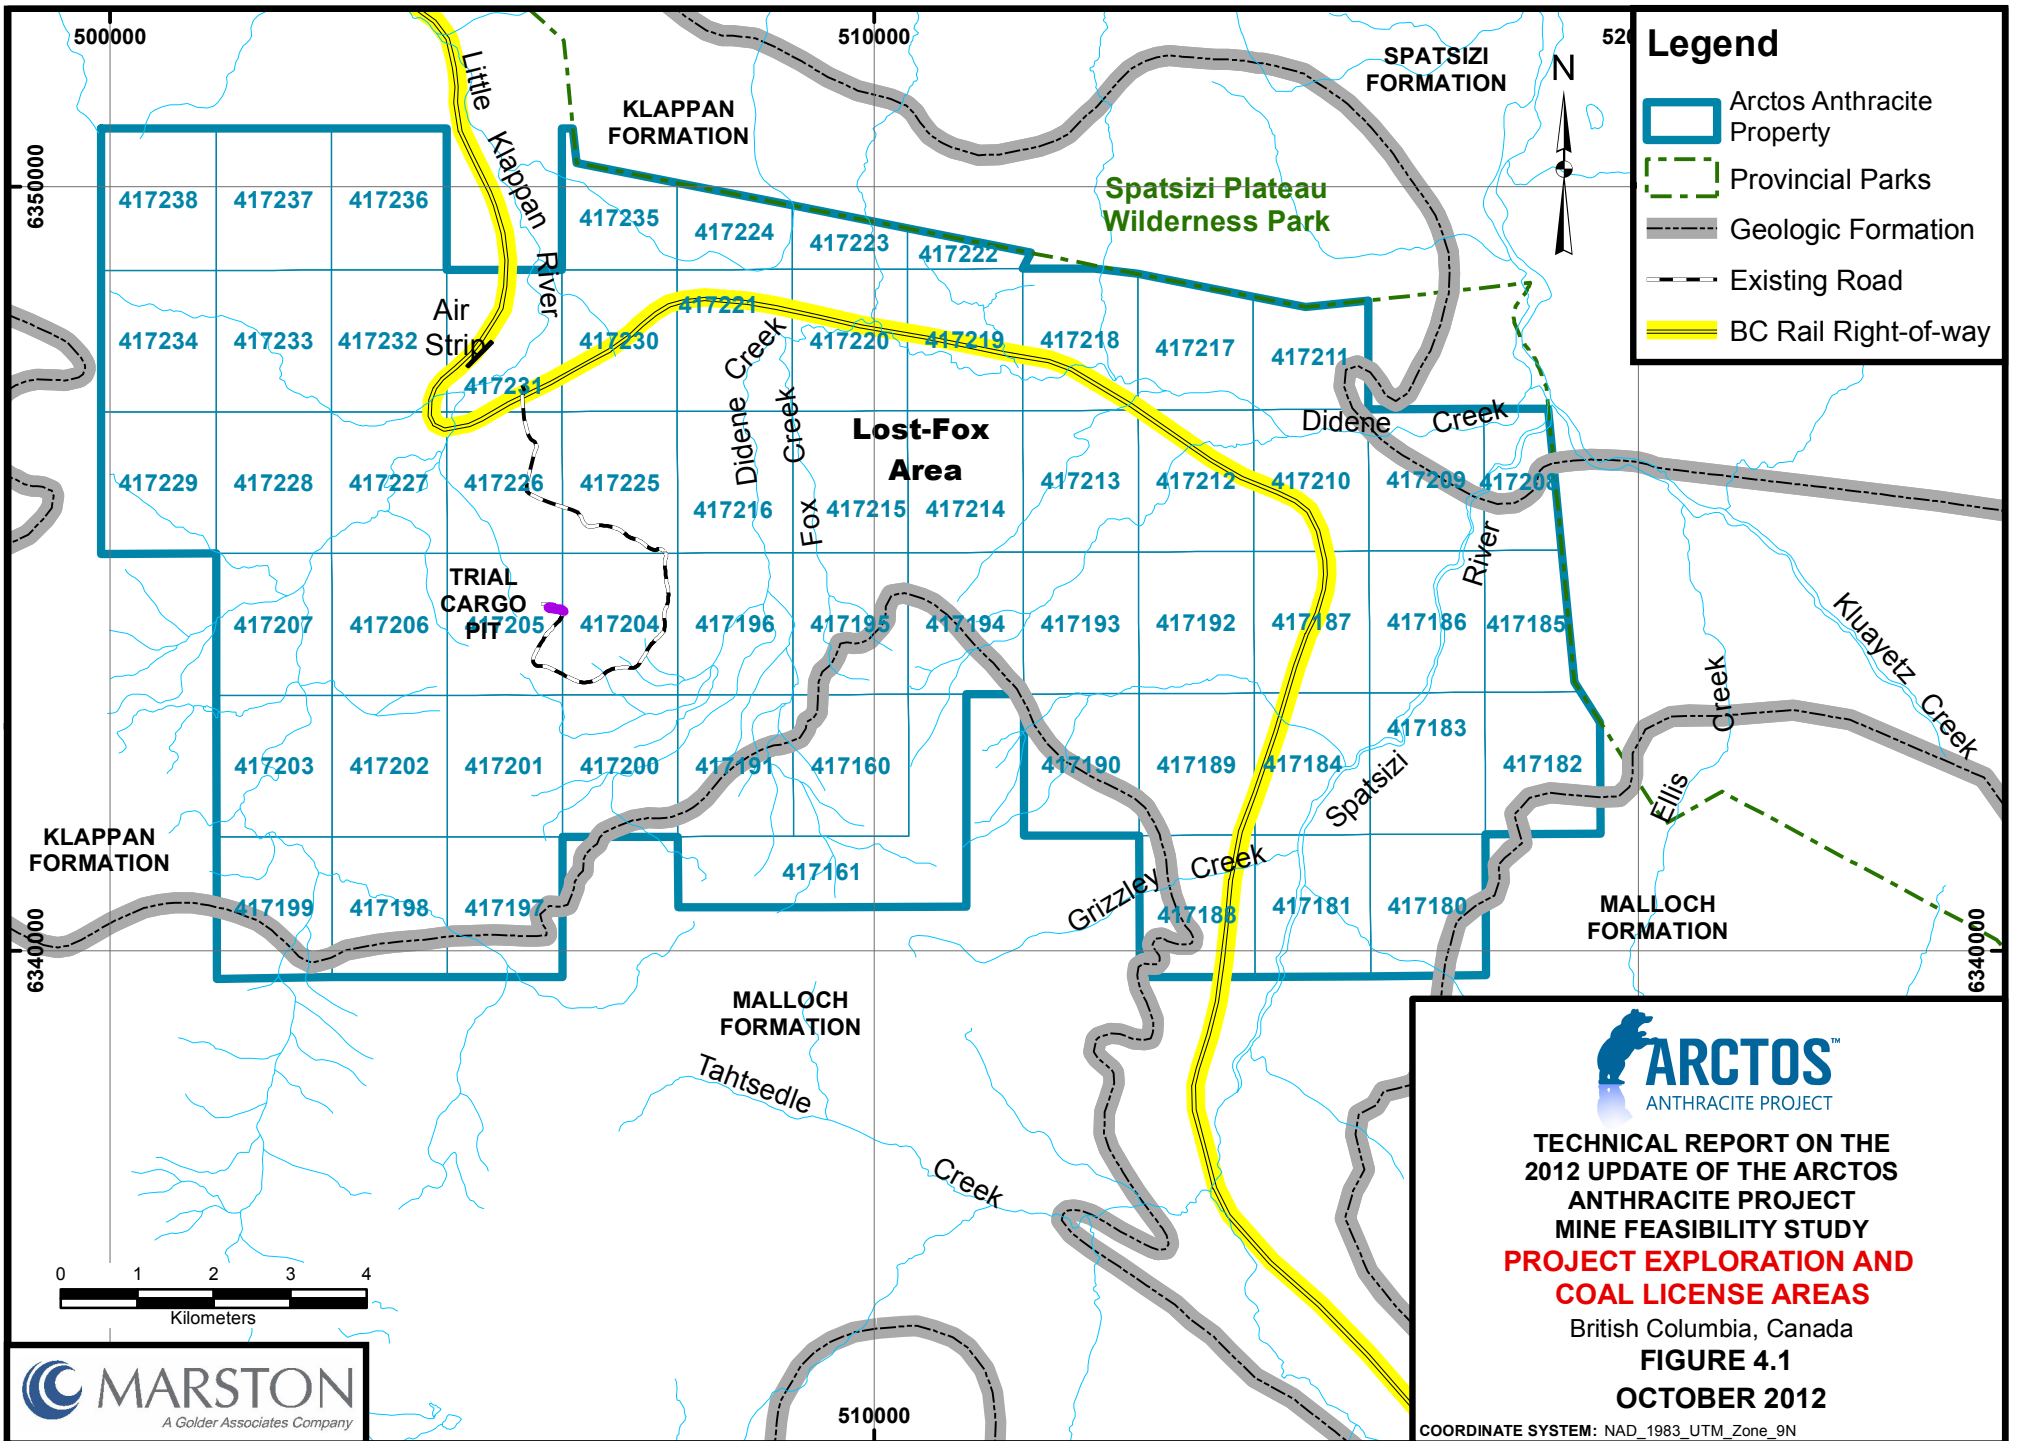 500000
510000
520
6350000
6340000
6340000
510000
Little Klappan River
KLAPPAN
FORMATION
SPATSIZI
FORMATION
N
Spatsizi Plateau
Wilderness Park
417238
417237
417236
417235
417224
417223
417222
Air
Strip
417234
417233
417232
417231
417230
417221
417220
417219
417218
417217
417211
Didene Creek
Fox Creek
Lost-Fox
Area
Didene Creek
417229
417228
417227
417226
417225
417216
417215
417214
417213
417212
417210
417209
417208
TRIAL
CARGO
PIT
417207
417206
417205
417204
417196
417195
417194
417193
417192
417187
417186
417185
Spatsizi River
Kluayetz Creek
Ellis Creek
417203
417202
417201
417200
417191
417160
417190
417189
417184
417183
417182
KLAPPAN
FORMATION
417199
417198
417197
417161
Grizzley Creek
417188
417181
417180
MALLOCH
FORMATION
MALLOCH
FORMATION
Tahtsedle Creek
0 1 2 3 4
Kilometers
MARSTON
A Golder Associates Company
Legend
Arctos Anthracite
Property
Provincial Parks
Geologic Formation
Existing Road
BC Rail Right-of-way
ARCTOS™
ANTHRACITE PROJECT
TECHNICAL REPORT ON THE
2012 UPDATE OF THE ARCTOS
ANTHRACITE PROJECT
MINE FEASIBILITY STUDY
PROJECT EXPLORATION AND
COAL LICENSE AREAS
British Columbia, Canada
FIGURE 4.1
OCTOBER 2012
COORDINATE SYSTEM: NAD_1983_UTM_Zone_9N